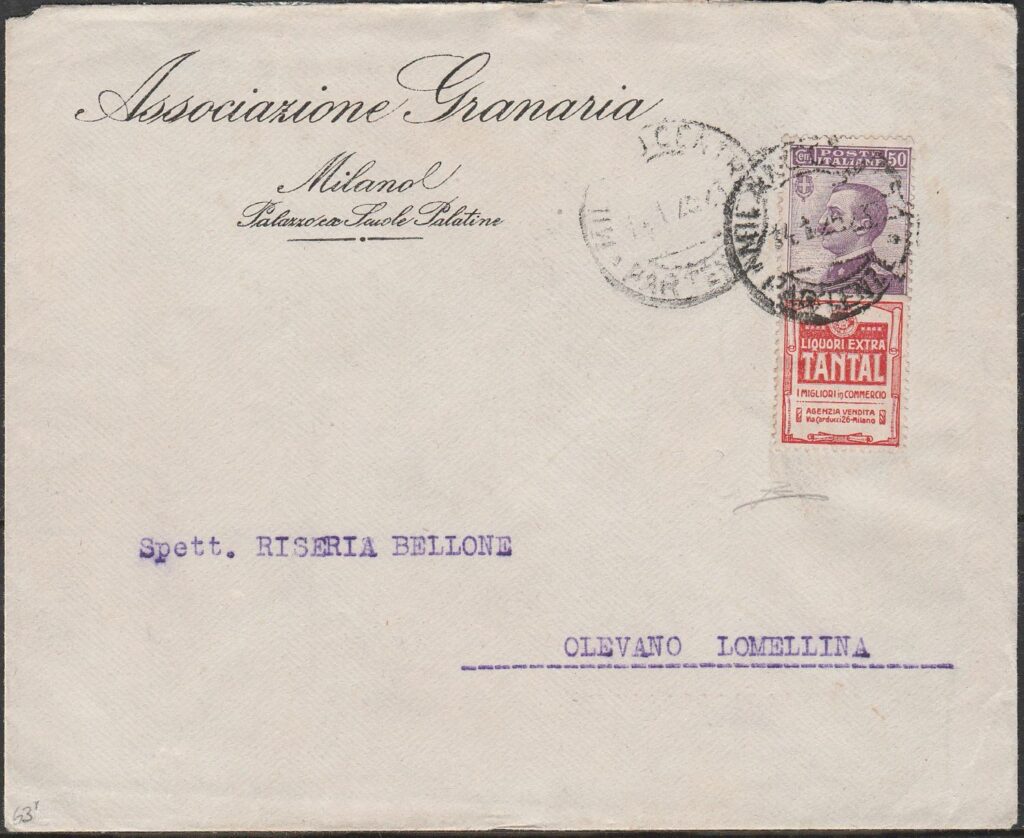 Associazione Granaria
Milano
Palazzo ex Scuole Palatine
Cent POSTE 50
ITALIANE
LIQUORI EXTRA
TANTAL
I MIGLIORI in COMMERCIO
AGENZIA VENDITA
Via Carducci 26-Milano
Spett. RISERIA BELLONE
OLEVANO LOMELLINA